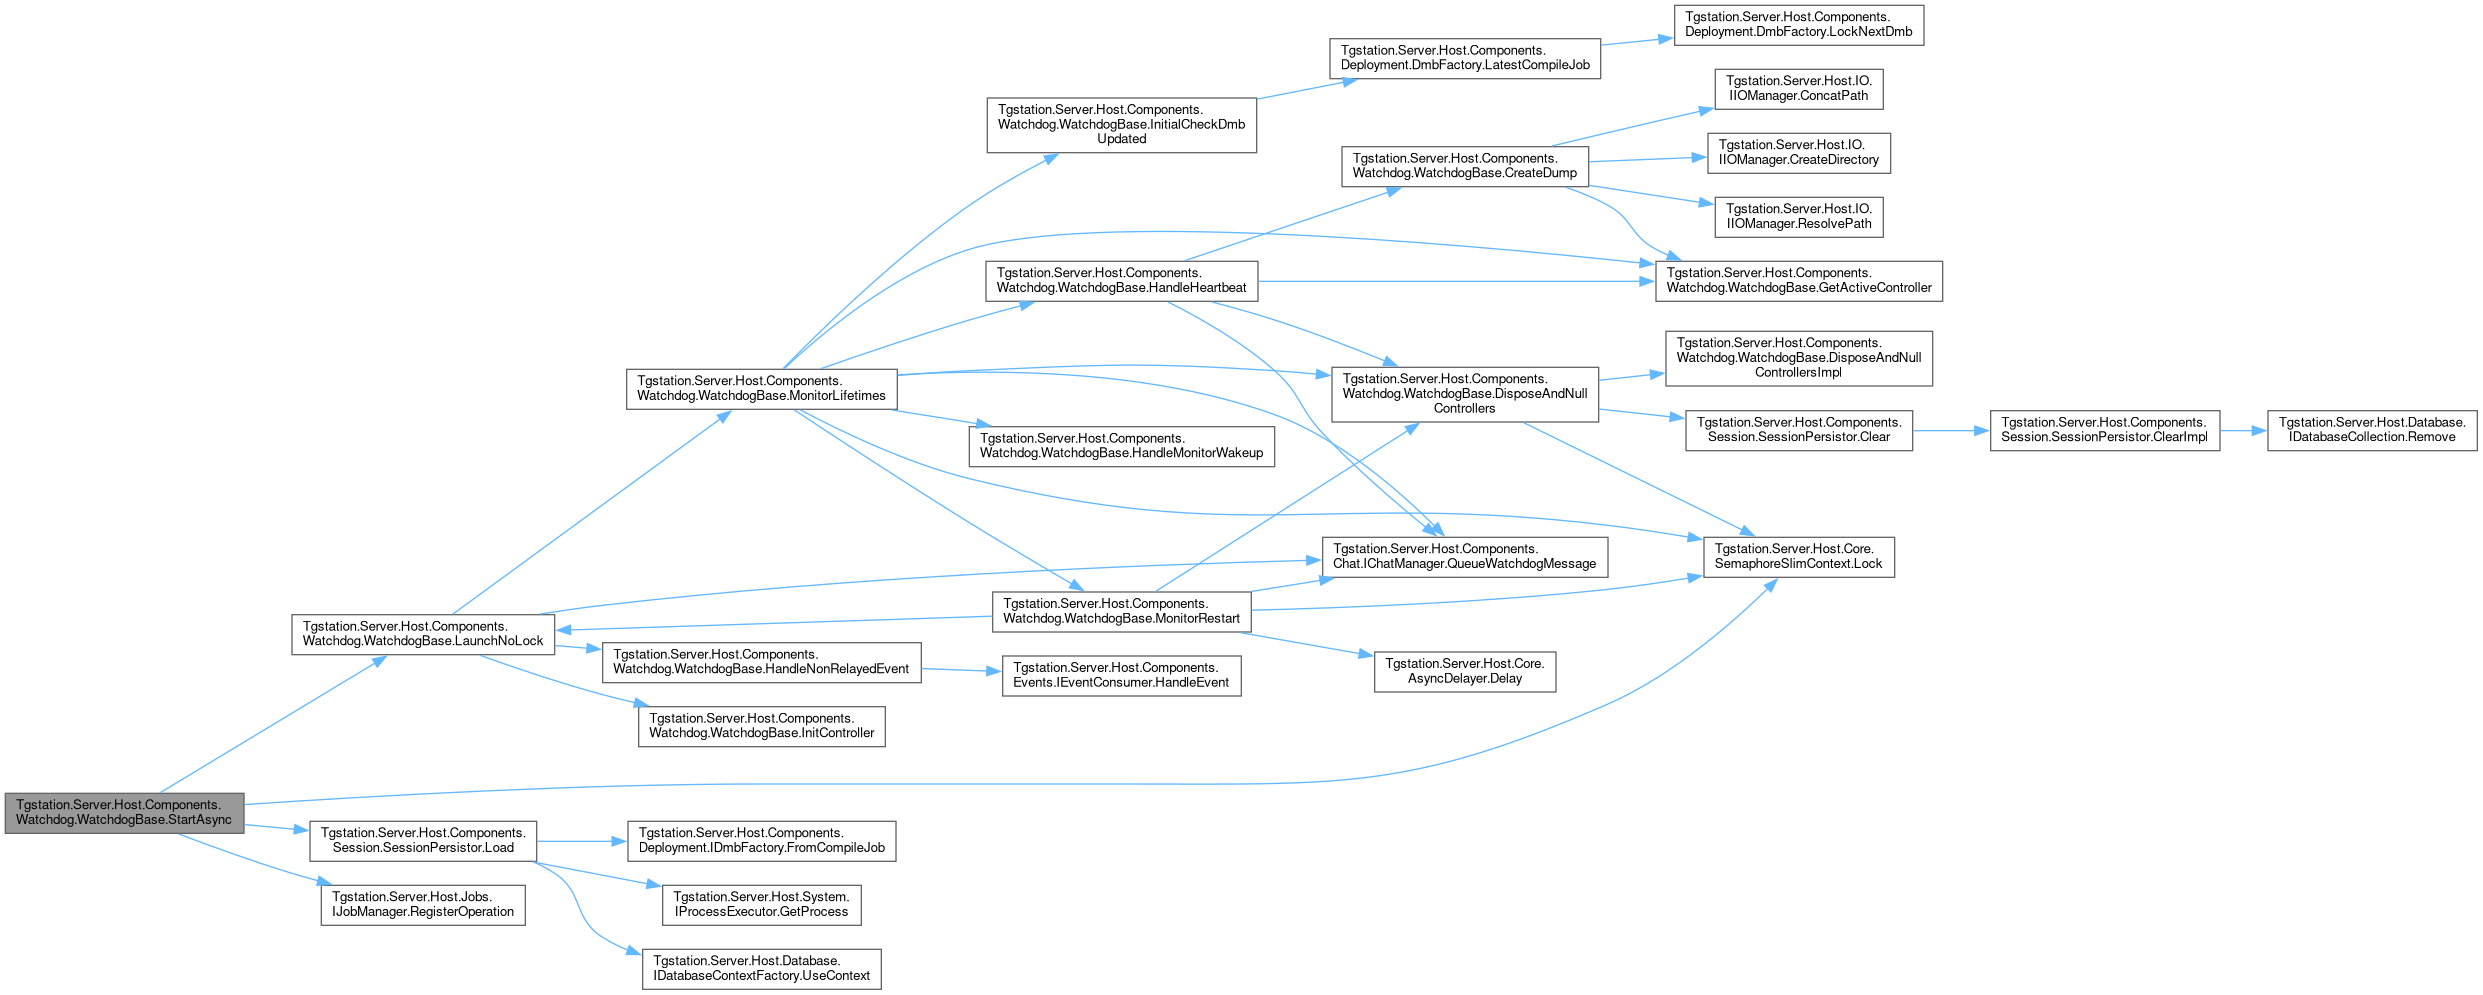 Tgstation.Server.Host.Components.
Deployment.DmbFactory.LockNextDmb
Tgstation.Server.Host.Components.
Deployment.DmbFactory.LatestCompileJob
Tgstation.Server.Host.IO.
IIOManager.ConcatPath
Tgstation.Server.Host.Components.
Watchdog.WatchdogBase.InitialCheckDmb
Updated
Tgstation.Server.Host.IO.
IIOManager.CreateDirectory
Tgstation.Server.Host.Components.
Watchdog.WatchdogBase.CreateDump
Tgstation.Server.Host.IO.
IIOManager.ResolvePath
Tgstation.Server.Host.Components.
Watchdog.WatchdogBase.HandleHeartbeat
Tgstation.Server.Host.Components.
Watchdog.WatchdogBase.GetActiveController
Tgstation.Server.Host.Components.
Watchdog.WatchdogBase.DisposeAndNull
ControllersImpl
Tgstation.Server.Host.Components.
Watchdog.WatchdogBase.MonitorLifetimes
Tgstation.Server.Host.Components.
Watchdog.WatchdogBase.DisposeAndNull
Controllers
Tgstation.Server.Host.Components.
Session.SessionPersistor.Clear
Tgstation.Server.Host.Components.
Session.SessionPersistor.ClearImpl
Tgstation.Server.Host.Database.
IDatabaseCollection.Remove
Tgstation.Server.Host.Components.
Watchdog.WatchdogBase.HandleMonitorWakeup
Tgstation.Server.Host.Components.
Chat.IChatManager.QueueWatchdogMessage
Tgstation.Server.Host.Core.
SemaphoreSlimContext.Lock
Tgstation.Server.Host.Components.
Watchdog.WatchdogBase.MonitorRestart
Tgstation.Server.Host.Components.
Watchdog.WatchdogBase.LaunchNoLock
Tgstation.Server.Host.Components.
Watchdog.WatchdogBase.HandleNonRelayedEvent
Tgstation.Server.Host.Components.
Events.IEventConsumer.HandleEvent
Tgstation.Server.Host.Core.
AsyncDelayer.Delay
Tgstation.Server.Host.Components.
Watchdog.WatchdogBase.InitController
Tgstation.Server.Host.Components.
Watchdog.WatchdogBase.StartAsync
Tgstation.Server.Host.Components.
Session.SessionPersistor.Load
Tgstation.Server.Host.Components.
Deployment.IDmbFactory.FromCompileJob
Tgstation.Server.Host.Jobs.
IJobManager.RegisterOperation
Tgstation.Server.Host.System.
IProcessExecutor.GetProcess
Tgstation.Server.Host.Database.
IDatabaseContextFactory.UseContext